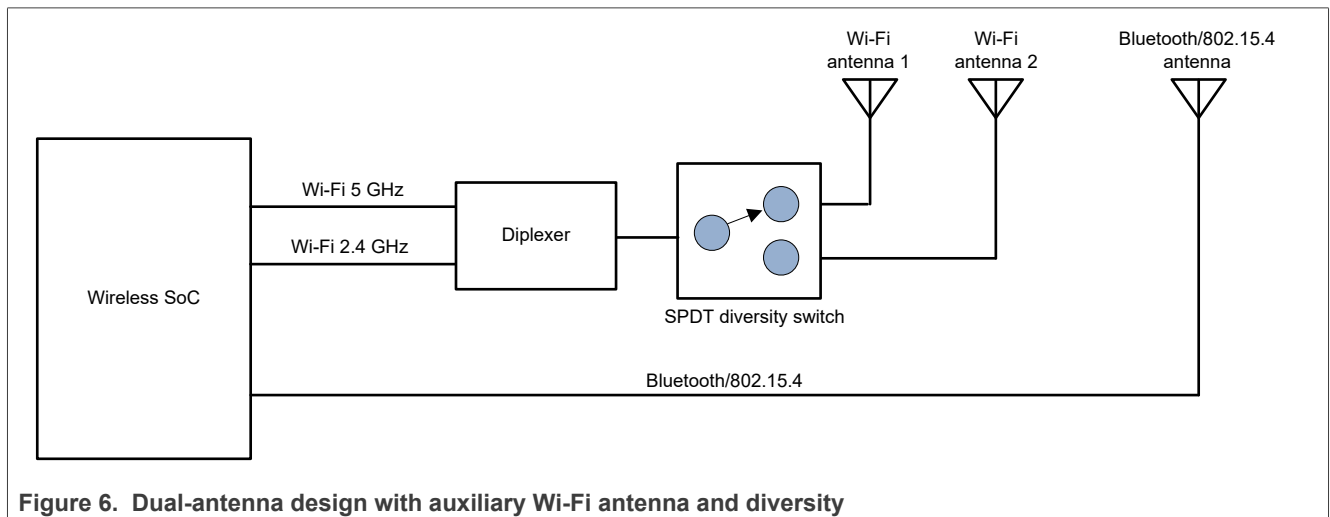 Wi-Fi
antenna 1
Wi-Fi
antenna 2
Bluetooth/802.15.4
antenna
Wi-Fi 5 GHz
Wi-Fi 2.4 GHz
Diplexer
Wireless SoC
SPDT diversity switch
Bluetooth/802.15.4
Figure 6. Dual-antenna design with auxiliary Wi-Fi antenna and diversity